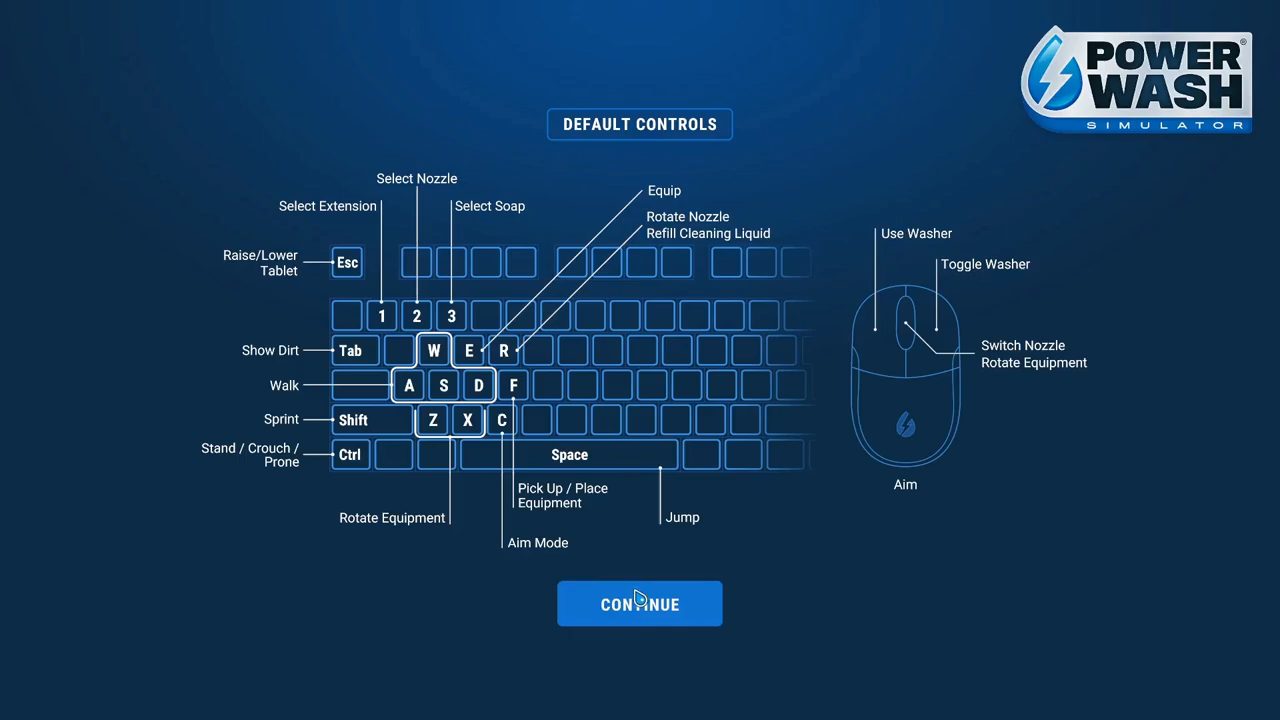 POWER
WASH
SIMULATOR
DEFAULT CONTROLS
Select Nozzle
Select Extension
Select Soap
Equip
Rotate Nozzle
Refill Cleaning Liquid
Raise/Lower
Tablet
Esc
1 2 3
Show Dirt
Tab W E R
Walk
A S D F
Sprint
Shift Z X C
Stand / Crouch /
Prone
Ctrl Space
Rotate Equipment
Pick Up / Place
Equipment
Aim Mode
Jump
Use Washer
Toggle Washer
Switch Nozzle
Rotate Equipment
Aim
CONTINUE